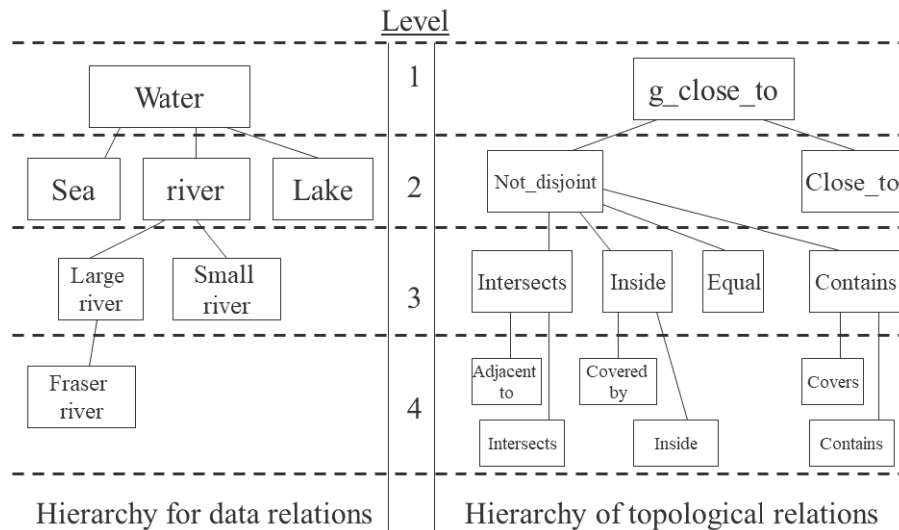 Level
Water
1
g_close_to
Sea
river
Lake
2
Not_disjoint
Close_to
Large
river
Small
river
3
Intersects
Inside
Equal
Contains
Fraser
river
4
Adjacent
to
Covered
by
Covers
Intersects
Inside
Contains
Hierarchy for data relations
Hierarchy of topological relations